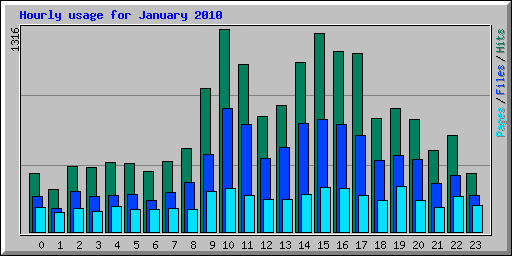 Hourly usage for January 2010
1316
Pages/Files/Hits
0 1 2 3 4 5 6 7 8 9 10 11 12 13 14 15 16 17 18 19 20 21 22 23